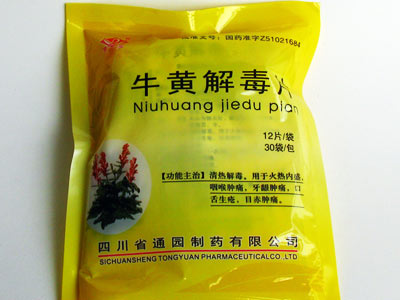 国药准字Z51021684
牛黄解毒片
Niuhuang jiedu pian
12片/袋
30袋/包
【功能主治】清热解毒。用于火热内盛,
咽喉肿痛，牙龈肿痛，口
舌生疮，目赤肿痛。
四川省通园制药有限公司
SICHUANSHENG TONGYUAN PHARMACEUTICALCO.,LTD